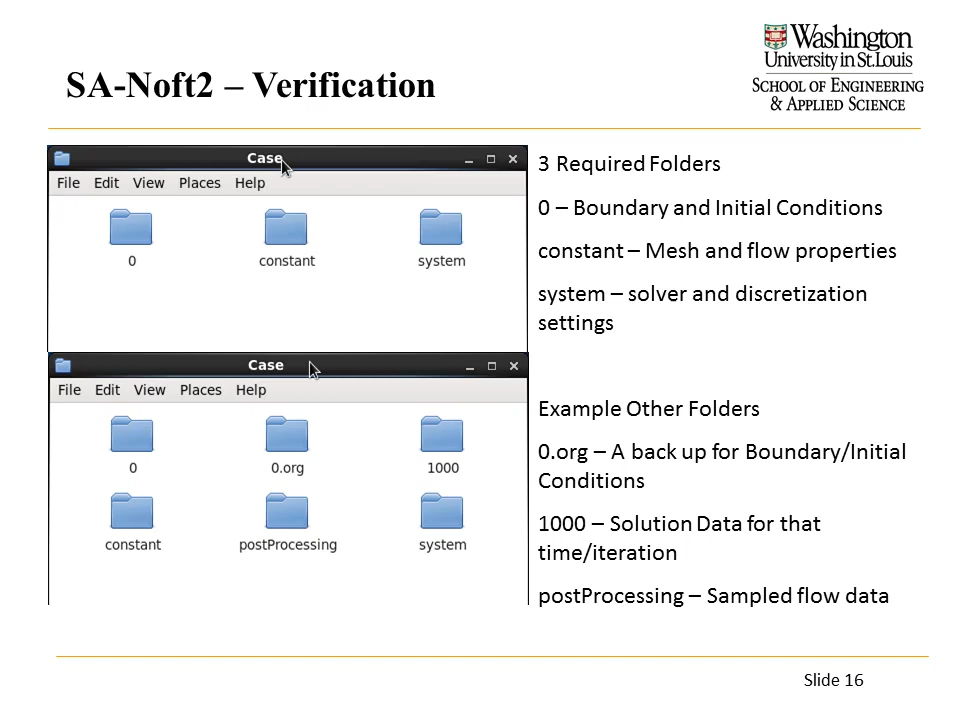 SA-Noft2 – Verification
Washington
University in St. Louis
School of Engineering
& Applied Science
Case
File Edit View Places Help
0 constant system
3 Required Folders
0 – Boundary and Initial Conditions
constant – Mesh and flow properties
system – solver and discretization
settings
Case
File Edit View Places Help
0 0.org 1000
constant postProcessing system
Example Other Folders
0.org – A back up for Boundary/Initial
Conditions
1000 – Solution Data for that
time/iteration
postProcessing – Sampled flow data
Slide 16